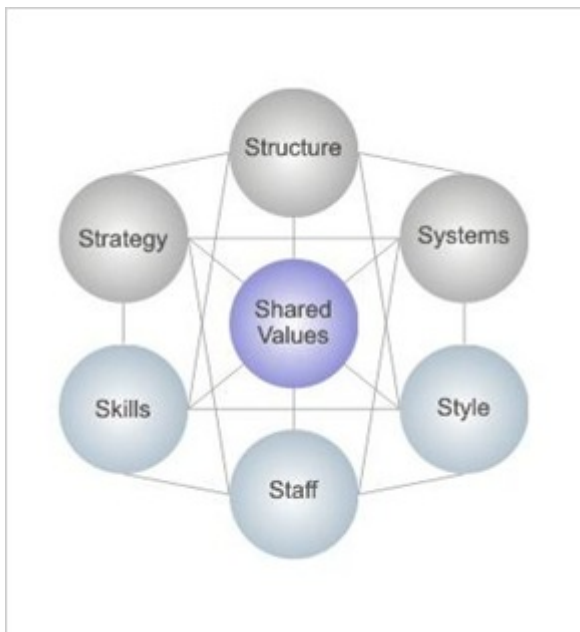 Structure
Strategy
Systems
Shared
Values
Skills
Style
Staff